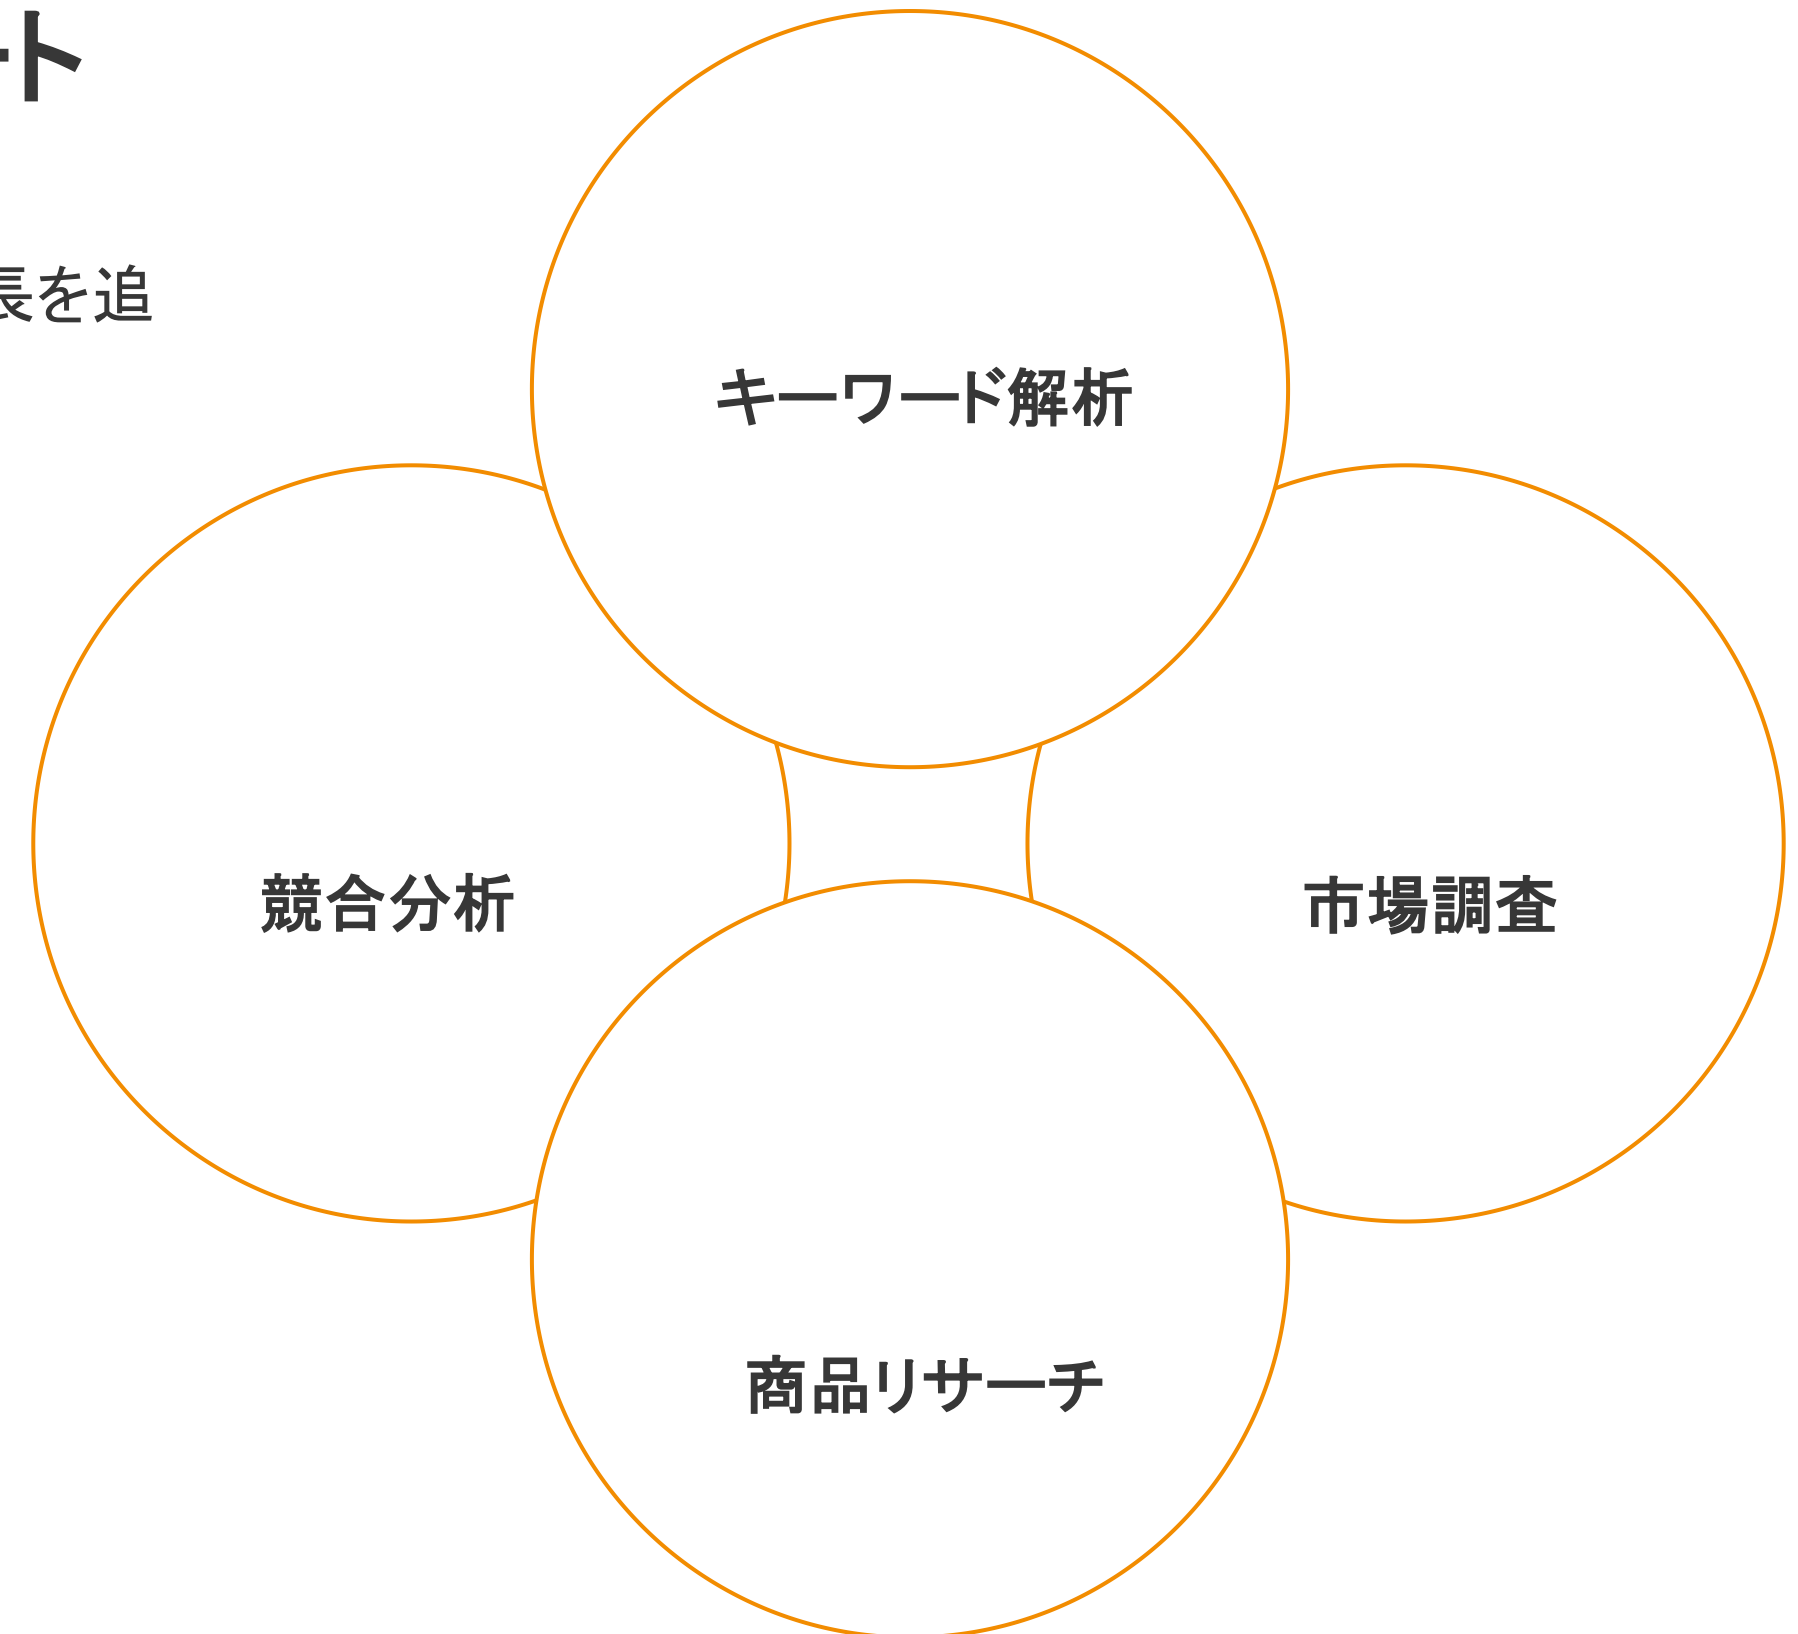 ート
長を追
キーワード解析
競合分析
市場調査
商品リサーチ